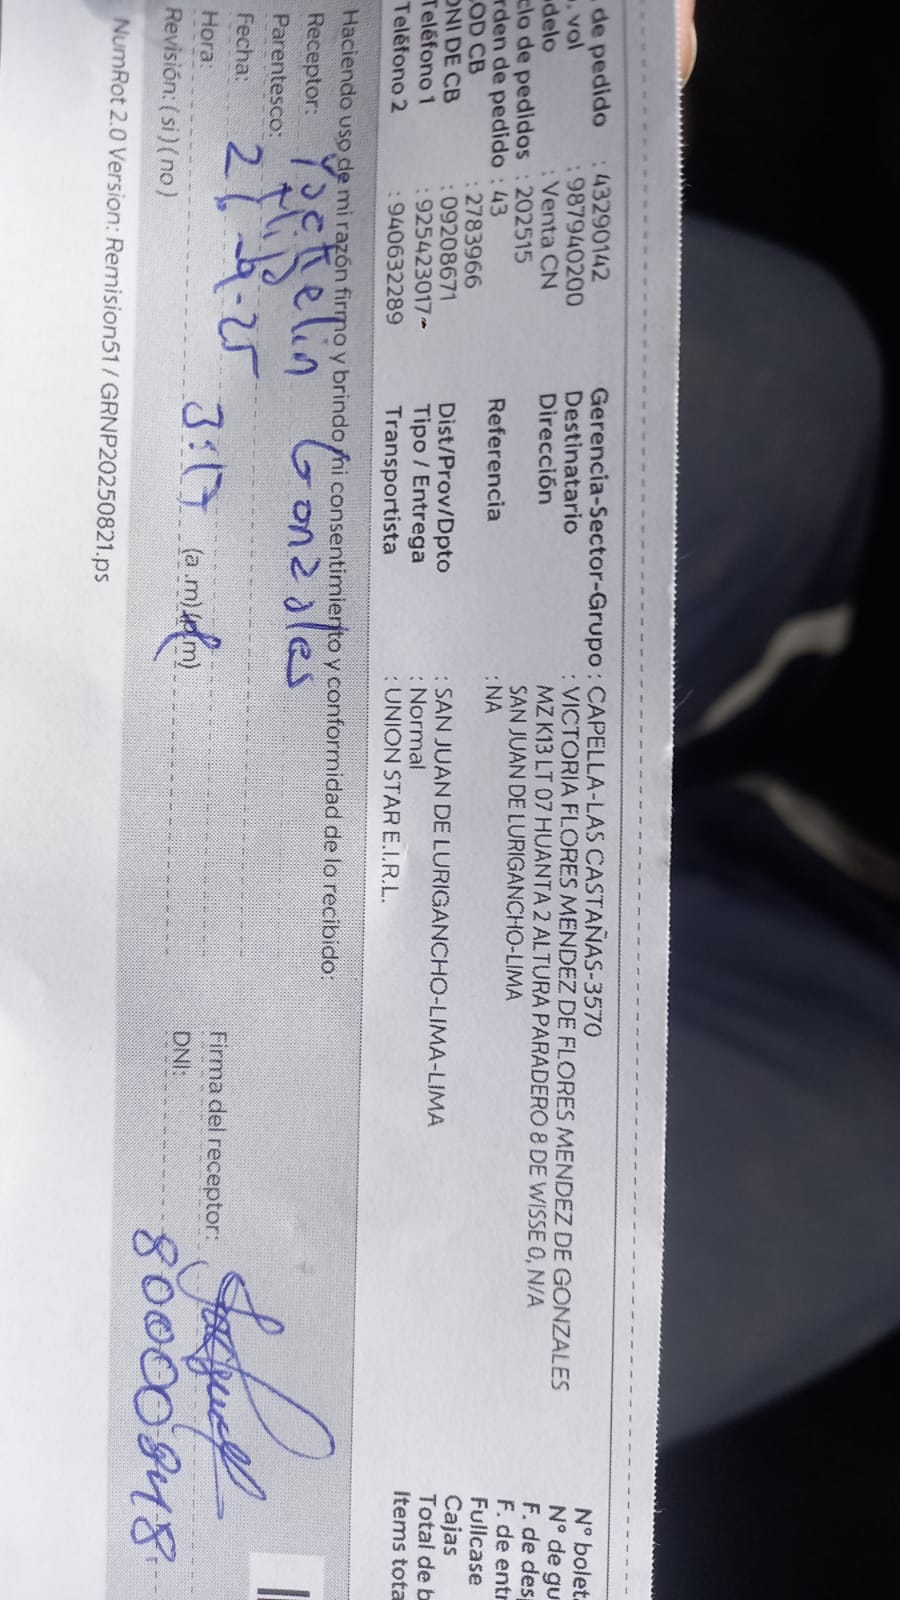 de pedido : 43290142 Gerencia-Sector-Grupo : CAPELLA-LAS CASTAÑAS-3570 N° bolet
. vol : 987940200 Destinatario : VICTORIA FLORES MENDEZ DE FLORES MENDEZ DE GONZALES N° de gu
delo : Venta CN Dirección MZ K13 LT 07 HUANTA 2 ALTURA PARADERO 8 DE WISSE 0, N/A F. de des
clo de pedidos : 202515 SAN JUAN DE LURIGANCHO-LIMA F. de entr
rden de pedido : 43 Referencia : NA Fullcase
OD CB : 2783966 Cajas
DNI DE CB : 09208671 Dist/Prov/Dpto : SAN JUAN DE LURIGANCHO-LIMA-LIMA Total de b
Teléfono 1 : 925423017 Tipo / Entrega : Normal Items tota
Teléfono 2 : 940632289 Transportista : UNION STAR E.I.R.L.
Haciendo uso de mi razón firmo y brindo mi consentimiento y conformidad de lo recibido:
Receptor: Gonzales
Parentesco: Hija
Fecha: 26-9-25
Hora: 3:17 (a.m) (p.m) Firma del receptor:
Revisión: ( si ) ( no ) DNI: 80000848
NumRot 2.0 Version: Remision51 / GRNP20250821.ps